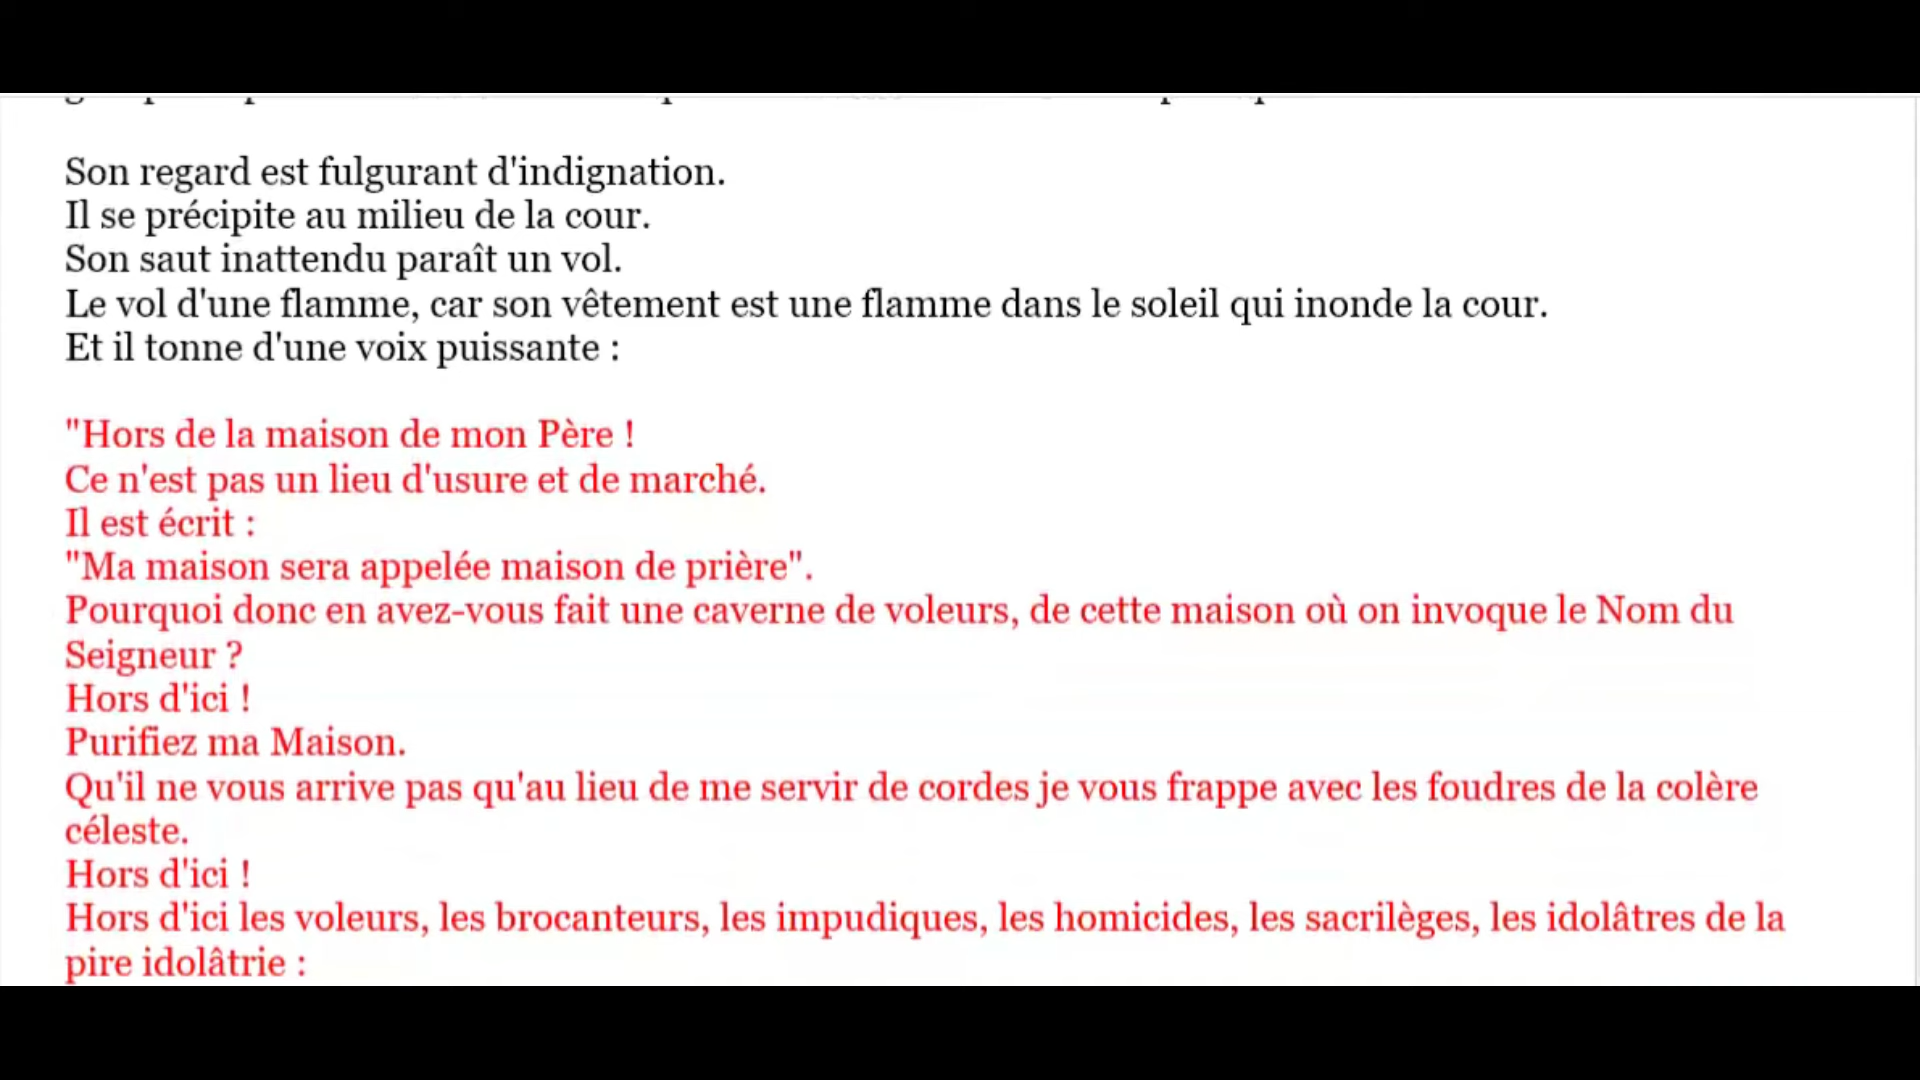 Son regard est fulgurant d'indignation.
Il se précipite au milieu de la cour.
Son saut inattendu paraît un vol.
Le vol d'une flamme, car son vêtement est une flamme dans le soleil qui inonde la cour.
Et il tonne d'une voix puissante :
"Hors de la maison de mon Père !
Ce n'est pas un lieu d'usure et de marché.
Il est écrit :
"Ma maison sera appelée maison de prière".
Pourquoi donc en avez-vous fait une caverne de voleurs, de cette maison où on invoque le Nom du
Seigneur ?
Hors d'ici !
Purifiez ma Maison.
Qu'il ne vous arrive pas qu'au lieu de me servir de cordes je vous frappe avec les foudres de la colère
céleste.
Hors d'ici !
Hors d'ici les voleurs, les brocanteurs, les impudiques, les homicides, les sacrilèges, les idolâtres de la
pire idolâtrie :